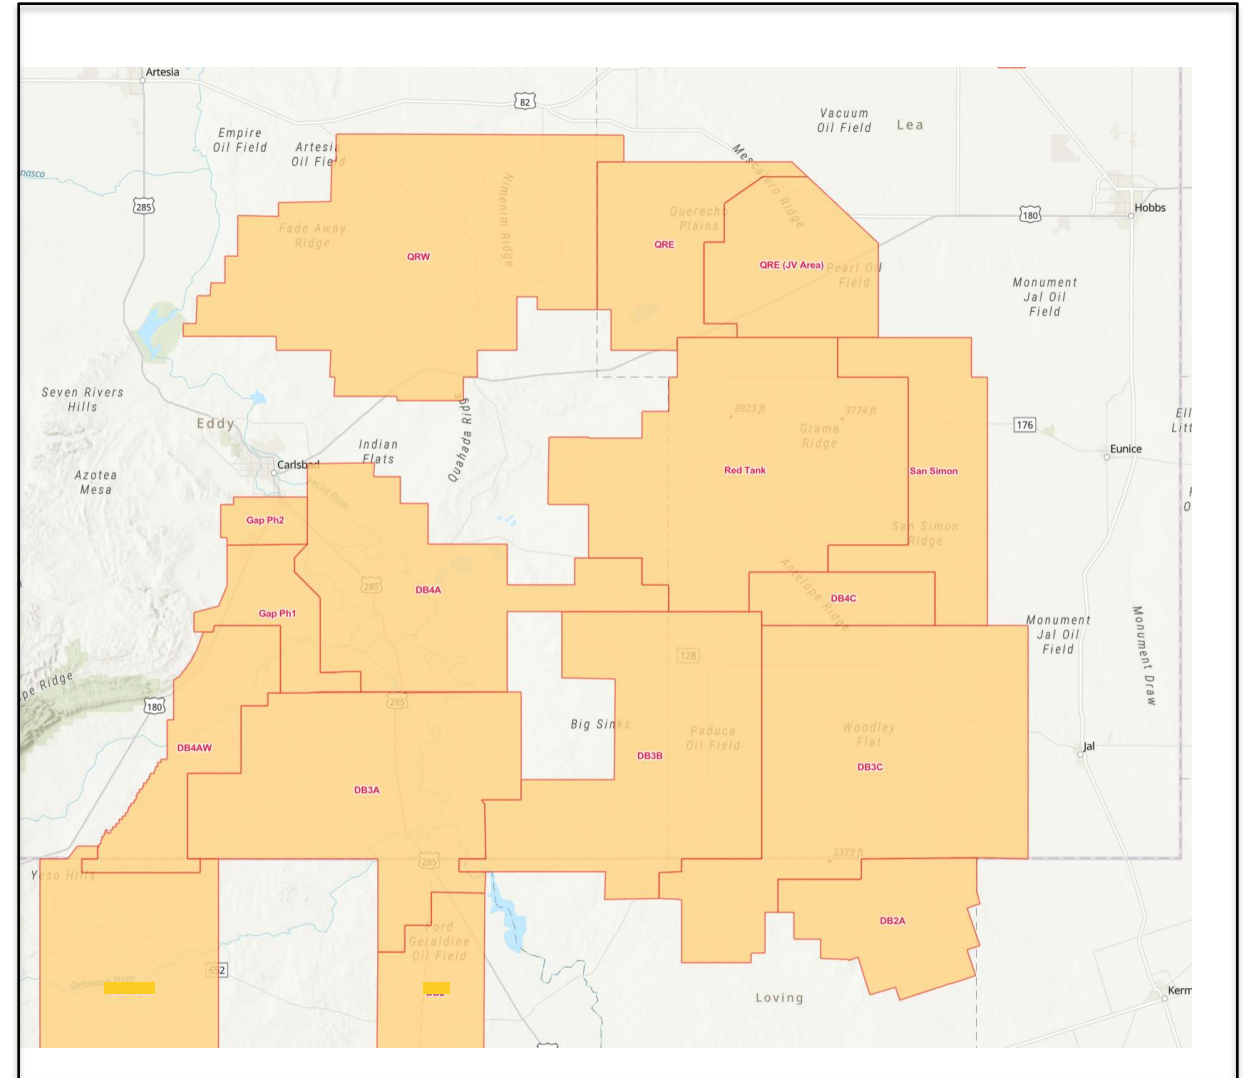 Artesia
82
Vacuum
Oil Field
Lea
Empire
Oil Field
Artesia
Oil Field
Mescalero Ridge
nasco
Nimenim Ridge
285
Querecho
Plains
180
Hobbs
Fade Away
Ridge
QRW
QRE
QRE (JV Area)
Pearl Oil
Field
Monument
Jal Oil
Field
Seven Rivers
Hills
Eddy
3923 ft
3774 ft
Grama
Ridge
176
Quahada Ridg
Indian
Flats
Eunice
Carlsbad
Azotea
Mesa
Red Tank
San Simon
Pecos River
Gap Ph2
San Simon
Ridge
285
DB4A
Antelope Ridge
DB4C
Gap Ph1
Monument
Jal Oil
Field
Monument Draw
128
pe Ridge
180
285
Big Sinks
Paduca
Oil Field
Woodley
Flat
DB4AW
DB3B
DB3C
Jal
DB3A
285
3373 ft
Yeso Hills
DB2A
Ford
Geraldine
Oil Field
652
Loving
Kerm